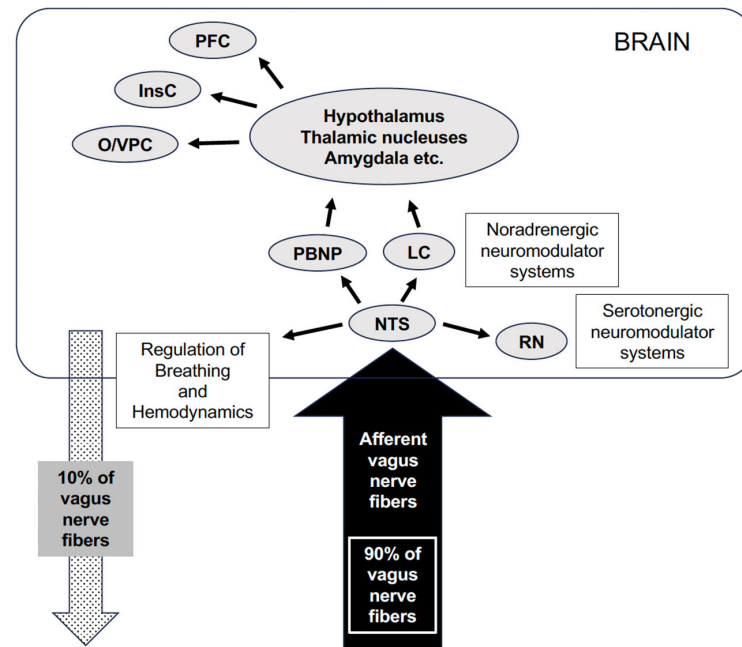 BRAIN
PFC
InsC
O/VPC
Hypothalamus
Thalamic nucleuses
Amygdala etc.
PBNP
LC
Noradrenergic
neuromodulator
systems
NTS
RN
Serotonergic
neuromodulator
systems
Regulation of
Breathing
and
Hemodynamics
Afferent
vagus
nerve
fibers
10% of
vagus
nerve
fibers
90% of
vagus
nerve
fibers